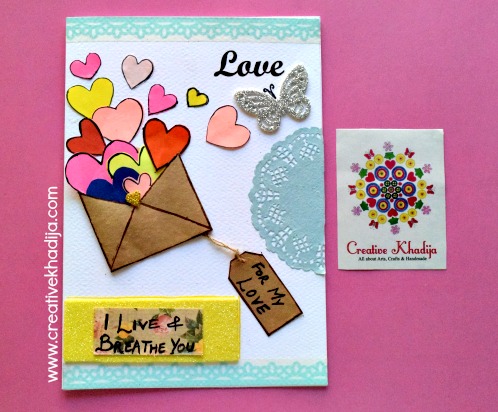 Love
FOR MY
LOVE
I LIVE &
BREATHE YOU
Creative Khadija
All about Arts, Crafts & Handmade
www.creativekhadija.com